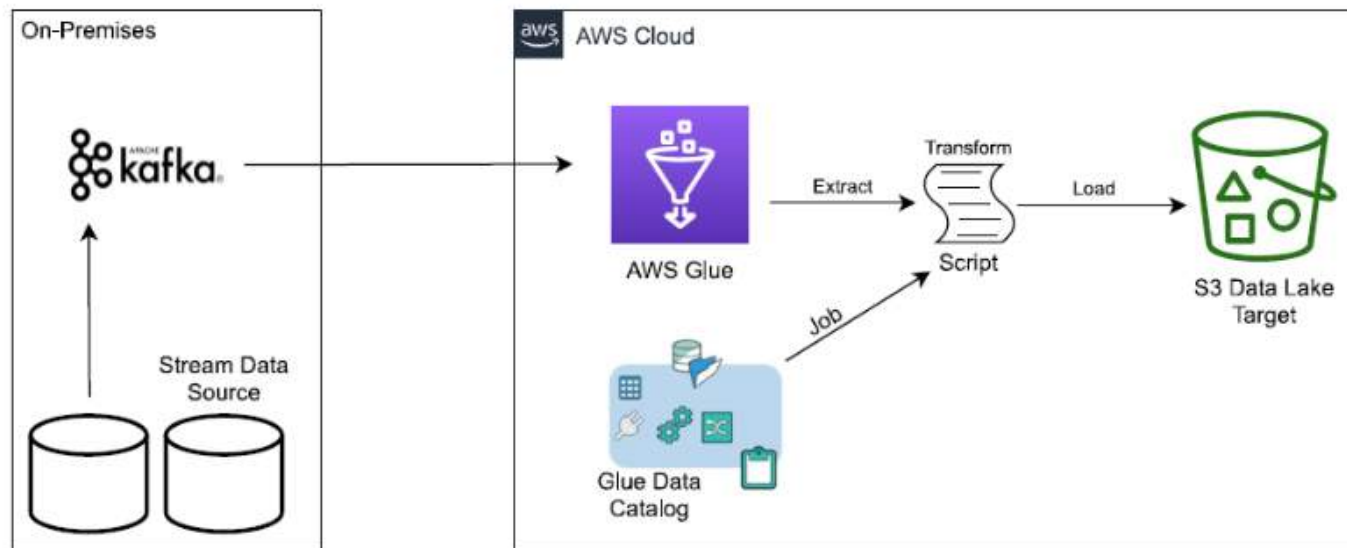 On-Premises
APACHE
kafka®
Stream Data
Source
aws
AWS Cloud
AWS Glue
Extract
Transform
Script
Load
S3 Data Lake
Target
Job
Glue Data
Catalog